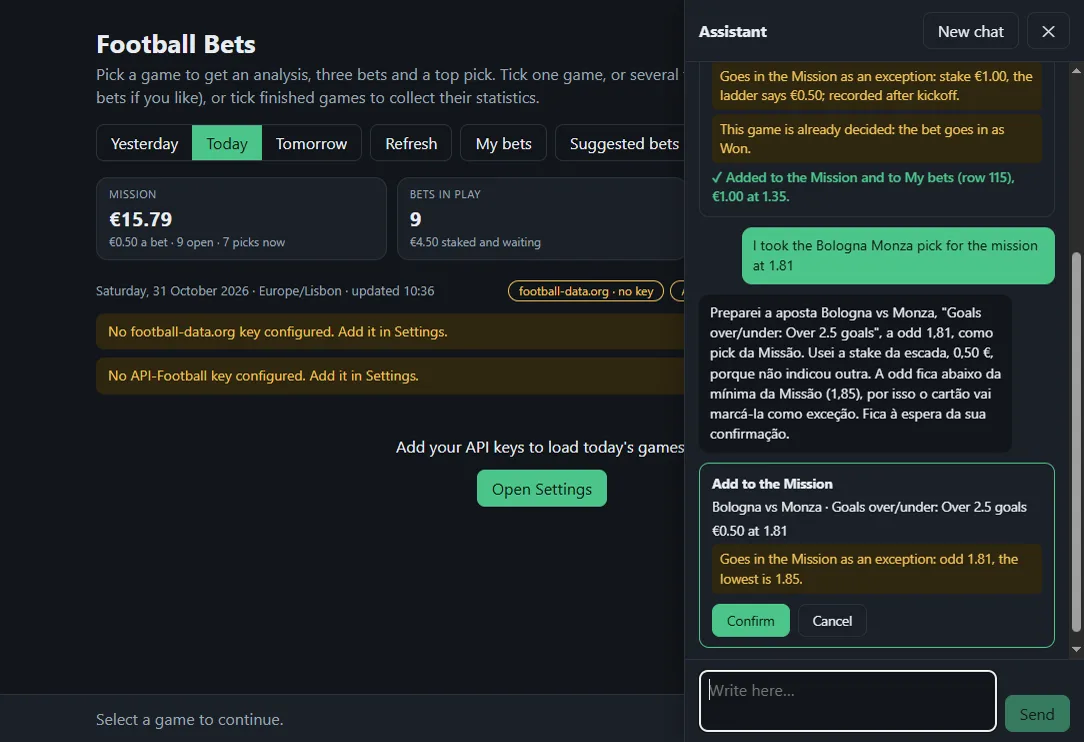 Football Bets
Pick a game to get an analysis, three bets and a top pick. Tick one game, or several
bets if you like), or tick finished games to collect their statistics.
Yesterday Today Tomorrow Refresh My bets Suggested bets
MISSION
€15.79
€0.50 a bet · 9 open · 7 picks now
BETS IN PLAY
9
€4.50 staked and waiting
Saturday, 31 October 2026 · Europe/Lisbon · updated 10:36
football-data.org · no key
No football-data.org key configured. Add it in Settings.
No API-Football key configured. Add it in Settings.
Add your API keys to load today's games
Open Settings
Select a game to continue.
Assistant
New chat
Goes in the Mission as an exception: stake €1.00, the
ladder says €0.50; recorded after kickoff.
This game is already decided: the bet goes in as
Won.
✓ Added to the Mission and to My bets (row 115),
€1.00 at 1.35.
I took the Bologna Monza pick for the mission
at 1.81
Preparei a aposta Bologna vs Monza, "Goals
over/under: Over 2.5 goals", a odd 1,81, como
pick da Missão. Usei a stake da escada, 0,50 €,
porque não indicou outra. A odd fica abaixo da
mínima da Missão (1,85), por isso o cartão vai
marcá-la como exceção. Fica à espera da sua
confirmação.
Add to the Mission
Bologna vs Monza · Goals over/under: Over 2.5 goals
€0.50 at 1.81
Goes in the Mission as an exception: odd 1.81, the
lowest is 1.85.
Confirm Cancel
Write here...
Send